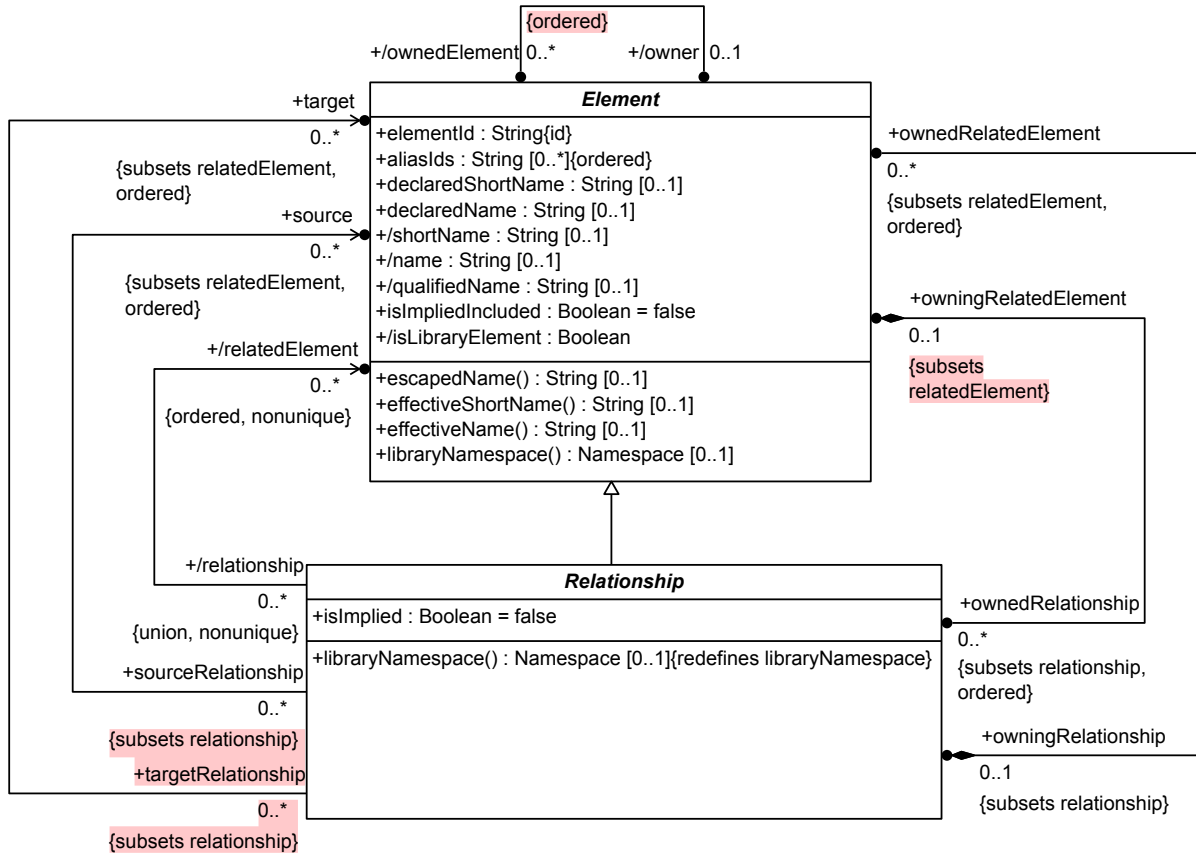 {ordered}
+/ownedElement 0..*
+/owner 0..1
Element
+target
0..*
{subsets relatedElement,
ordered}
+source
0..*
{subsets relatedElement,
ordered}
+/relatedElement
0..*
{ordered, nonunique}
+elementId : String{id}
+aliasIds : String [0..*]{ordered}
+declaredShortName : String [0..1]
+declaredName : String [0..1]
+/shortName : String [0..1]
+/name : String [0..1]
+/qualifiedName : String [0..1]
+isImpliedIncluded : Boolean = false
+/isLibraryElement : Boolean
+escapedName() : String [0..1]
+effectiveShortName() : String [0..1]
+effectiveName() : String [0..1]
+libraryNamespace() : Namespace [0..1]
+ownedRelatedElement
0..*
{subsets relatedElement,
ordered}
+owningRelatedElement
0..1
{subsets
relatedElement}
+/relationship
0..*
{union, nonunique}
+sourceRelationship
0..*
{subsets relationship}
+targetRelationship
0..*
{subsets relationship}
Relationship
+isImplied : Boolean = false
+libraryNamespace() : Namespace [0..1]{redefines libraryNamespace}
+ownedRelationship
0..*
{subsets relationship,
ordered}
+owningRelationship
0..1
{subsets relationship}